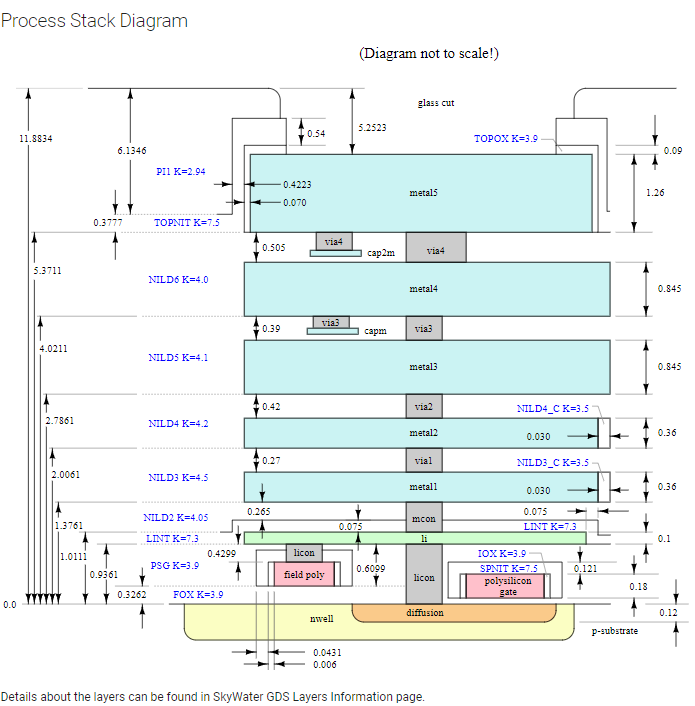 Process Stack Diagram
(Diagram not to scale!)
glass cut
11.8834
6.1346
0.54
5.2523
TOPOX K=3.9
0.09
PI1 K=2.94
0.4223
0.070
metal5
1.26
0.3777
TOPNIT K=7.5
via4
0.505
cap2m
via4
5.3711
NILD6 K=4.0
metal4
0.845
via3
0.39
capm
via3
4.0211
NILD5 K=4.1
metal3
0.845
0.42
via2
NILD4_C K=3.5
2.7861
NILD4 K=4.2
metal2
0.030
0.36
0.27
via1
NILD3_C K=3.5
2.0061
NILD3 K=4.5
metal1
0.030
0.36
0.265
0.075
1.3761
NILD2 K=4.05
0.075
mcon
LINT K=7.3
1.0111
LINT K=7.3
li
0.1
0.4299
licon
IOX K=3.9
0.9361
PSG K=3.9
field poly
0.6099
licon
SPNIT K=7.5
0.121
polysilicon
gate
0.18
0.3262
FOX K=3.9
0.0
diffusion
0.12
nwell
p-substrate
0.0431
0.006
Details about the layers can be found in SkyWater GDS Layers Information page.